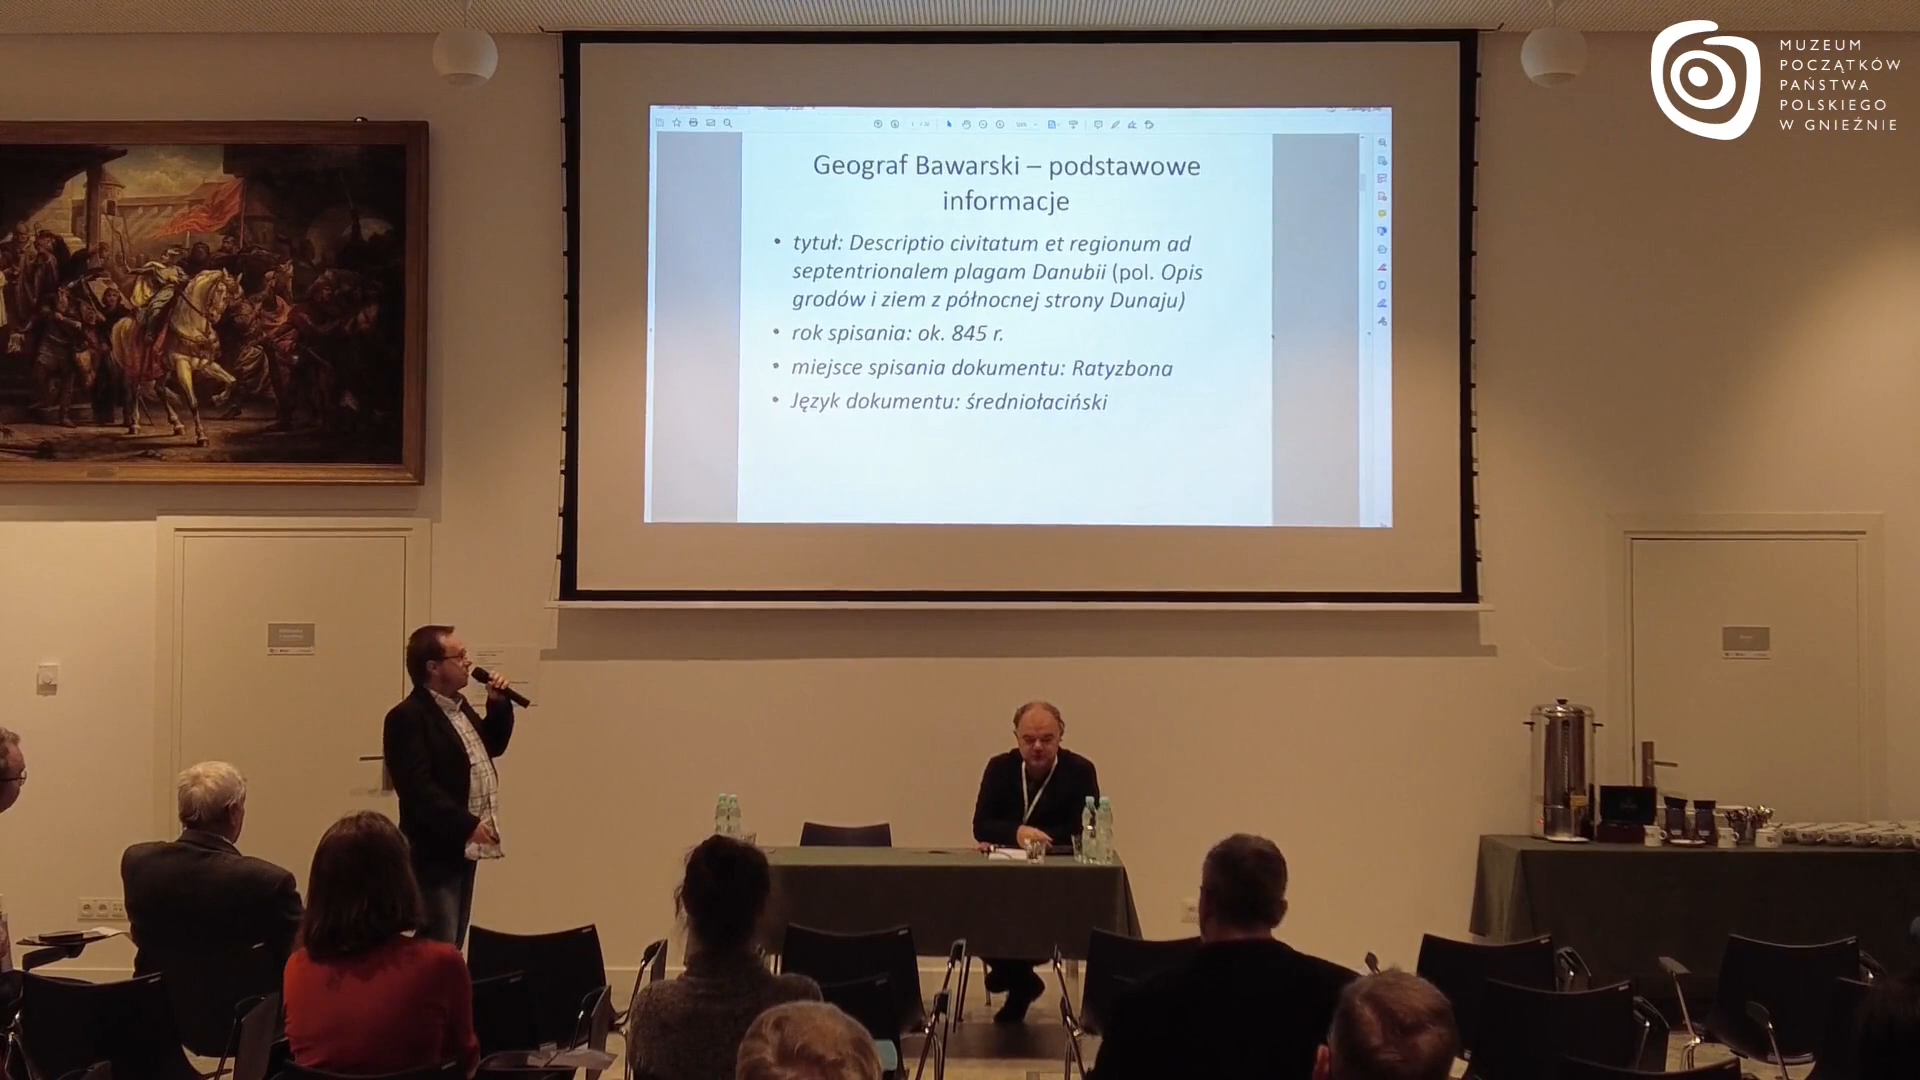 MUZEUM
POCZĄTKÓW
PAŃSTWA
POLSKIEGO
W GNIEŹNIE
Geograf Bawarski – podstawowe
informacje
• tytuł: Descriptio civitatum et regionum ad
septentrionalem plagam Danubii (pol. Opis
grodów i ziem z północnej strony Dunaju)
• rok spisania: ok. 845 r.
• miejsce spisania dokumentu: Ratyzbona
• Język dokumentu: średniołaciński